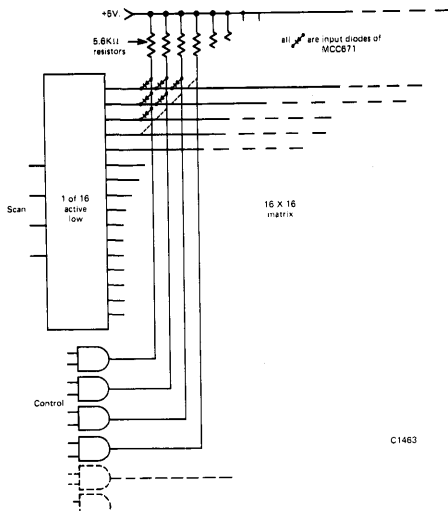 +5V.
5.6KΩ
resistors
all are input diodes of
MCC671
1 of 16
active
low
Scan
16 X 16
matrix
Control
C1463